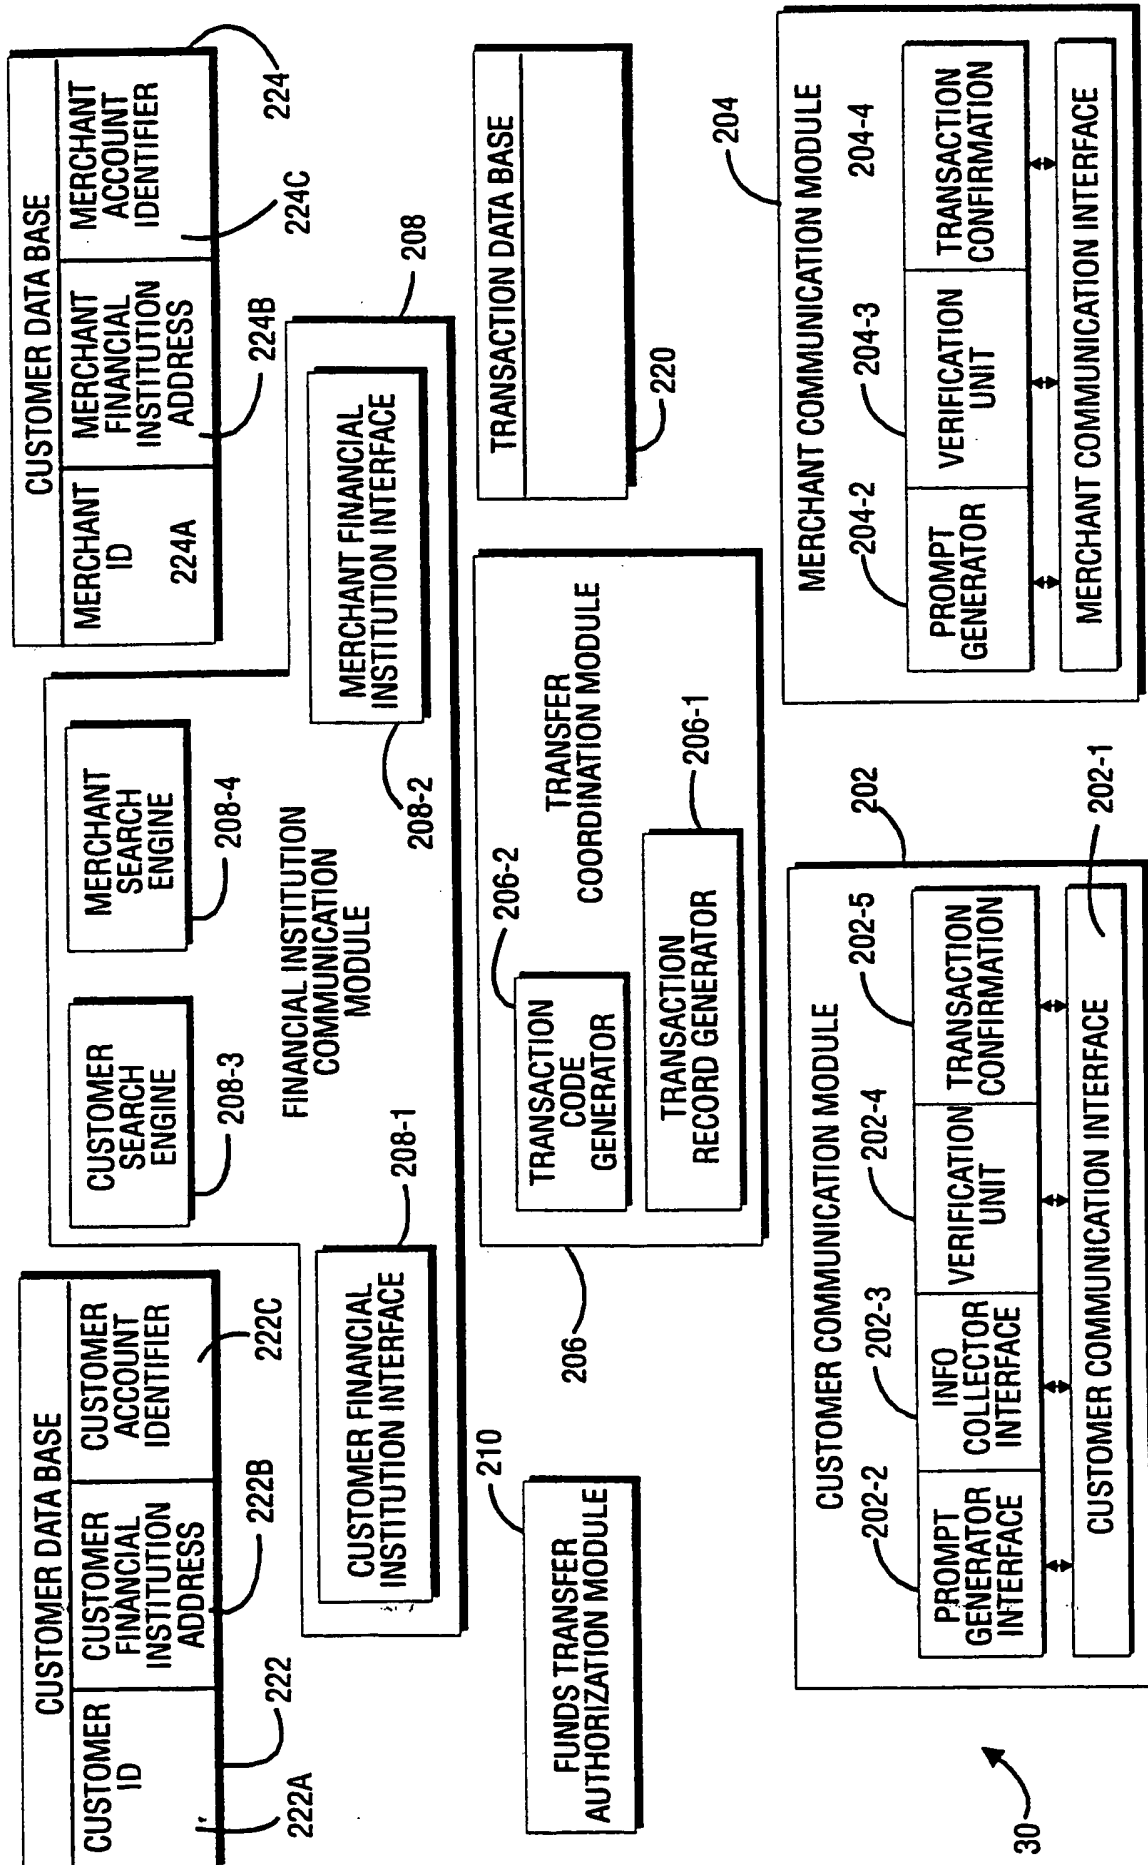 CUSTOMER DATA BASE
CUSTOMER
ID
CUSTOMER
FINANCIAL
INSTITUTION
ADDRESS
CUSTOMER
ACCOUNT
IDENTIFIER
222A
222
222B
222C
CUSTOMER
SEARCH
ENGINE
208-3
MERCHANT
SEARCH
ENGINE
208-4
CUSTOMER DATA BASE
MERCHANT
ID
224A
MERCHANT
FINANCIAL
INSTITUTION
ADDRESS
MERCHANT
ACCOUNT
IDENTIFIER
224B
224C
224
FINANCIAL INSTITUTION
COMMUNICATION
MODULE
CUSTOMER FINANCIAL
INSTITUTION INTERFACE
208-1
MERCHANT FINANCIAL
INSTITUTION INTERFACE
208-2
208
FUNDS TRANSFER
AUTHORIZATION MODULE
210
206
TRANSACTION
CODE
GENERATOR
206-2
TRANSFER
COORDINATION MODULE
TRANSACTION
RECORD GENERATOR
206-1
TRANSACTION DATA BASE
220
30
CUSTOMER COMMUNICATION MODULE
202
202-2
202-3
202-4
202-5
PROMPT
GENERATOR
INTERFACE
INFO
COLLECTOR
INTERFACE
VERIFICATION
UNIT
TRANSACTION
CONFIRMATION
CUSTOMER COMMUNICATION INTERFACE
202-1
MERCHANT COMMUNICATION MODULE
204
204-2
204-3
204-4
PROMPT
GENERATOR
VERIFICATION
UNIT
TRANSACTION
CONFIRMATION
MERCHANT COMMUNICATION INTERFACE